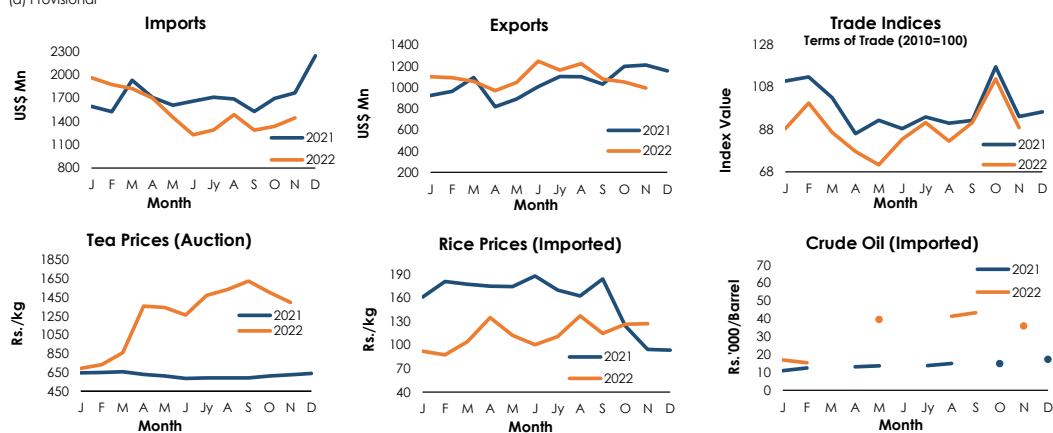 (a) Provisional
Imports
US$ Mn
2300
2000
1700
1400
1100
800
2021
2022
J F M A M J Jy A S O N D
Month
Exports
US$ Mn
1400
1200
1000
800
600
400
200
2021
2022
J F M A M J Jy A S O N D
Month
Trade Indices
Terms of Trade (2010=100)
Index Value
128
108
88
68
2021
2022
J F M A M J Jy A S O N D
Month
Tea Prices (Auction)
Rs./kg
1850
1650
1450
1250
1050
850
650
450
2021
2022
J F M A M J Jy A S O N D
Month
Rice Prices (Imported)
Rs./kg
190
160
130
100
70
40
2021
2022
J F M A M J Jy A S O N D
Month
Crude Oil (Imported)
Rs.'000/Barrel
70
60
50
40
30
20
10
0
2021
2022
J F M A M J Jy A S O N D
Month